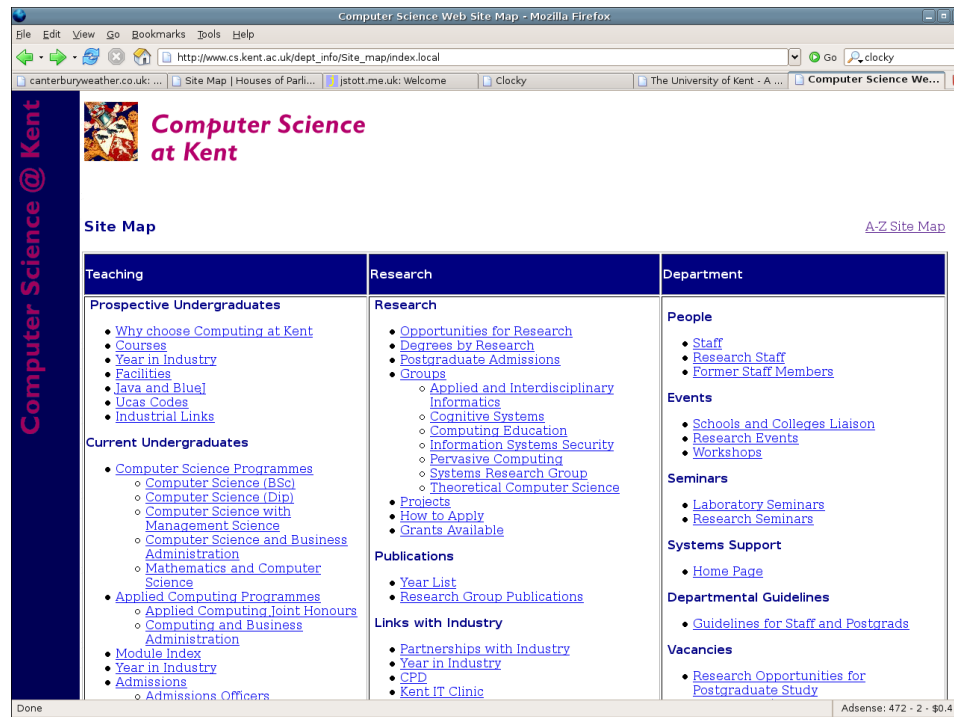 Computer Science Web Site Map - Mozilla Firefox
File Edit View Go Bookmarks Tools Help
http://www.cs.kent.ac.uk/dept_info/Site_map/index.local
Go
clocky
canterburyweather.co.uk: ...
Site Map | Houses of Parli...
jstott.me.uk: Welcome
Clocky
The University of Kent - A ...
Computer Science We...
Computer Science @ Kent
Computer Science
at Kent
Site Map
A-Z Site Map
Teaching
Prospective Undergraduates
Why choose Computing at Kent
Courses
Year in Industry
Facilities
Java and BlueJ
Ucas Codes
Industrial Links
Current Undergraduates
Computer Science Programmes
Computer Science (BSc)
Computer Science (Dip)
Computer Science with
Management Science
Computer Science and Business
Administration
Mathematics and Computer
Science
Applied Computing Programmes
Applied Computing Joint Honours
Computing and Business
Administration
Module Index
Year in Industry
Admissions
Admissions Officers
Research
Research
Opportunities for Research
Degrees by Research
Postgraduate Admissions
Groups
Applied and Interdisciplinary
Informatics
Cognitive Systems
Computing Education
Information Systems Security
Pervasive Computing
Systems Research Group
Theoretical Computer Science
Projects
How to Apply
Grants Available
Publications
Year List
Research Group Publications
Links with Industry
Partnerships with Industry
Year in Industry
CPD
Kent IT Clinic
Department
People
Staff
Research Staff
Former Staff Members
Events
Schools and Colleges Liaison
Research Events
Workshops
Seminars
Laboratory Seminars
Research Seminars
Systems Support
Home Page
Departmental Guidelines
Guidelines for Staff and Postgrads
Vacancies
Research Opportunities for
Postgraduate Study
Done
Adsense: 472 - 2 - $0.4